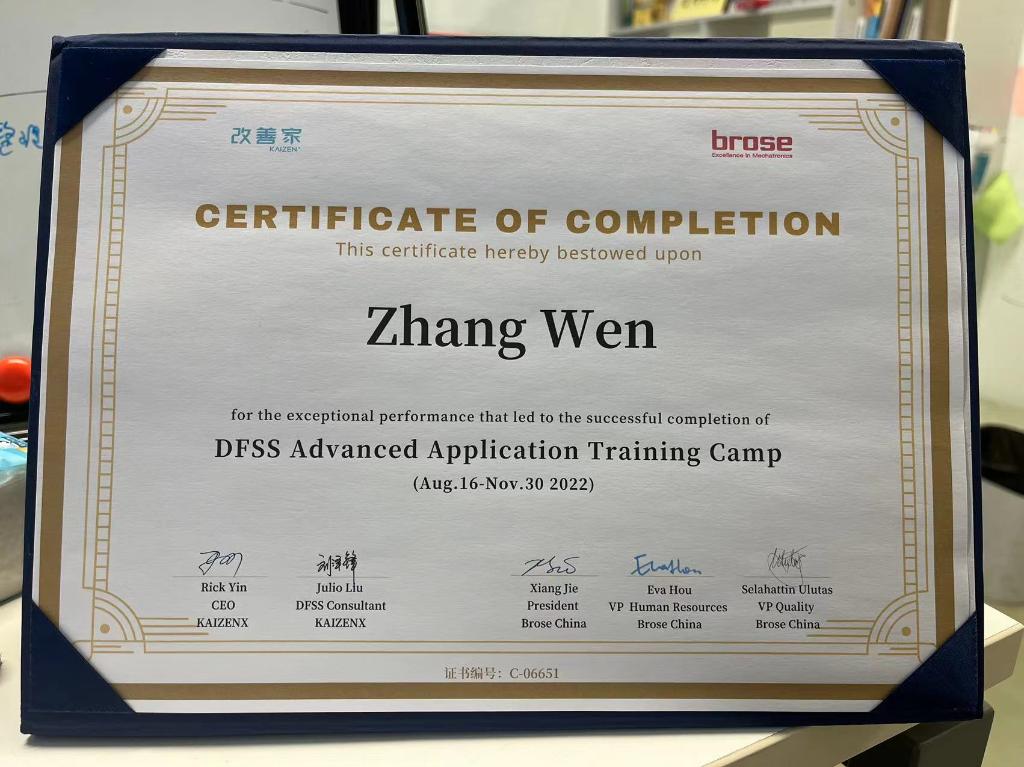 改善家
KAIZEN
brose
Excellence in Mechatronics
CERTIFICATE OF COMPLETION
This certificate hereby bestowed upon
Zhang Wen
for the exceptional performance that led to the successful completion of
DFSS Advanced Application Training Camp
(Aug.16-Nov.30 2022)
Rick Yin
CEO
KAIZENX
Julio Liu
DFSS Consultant
KAIZENX
Xiang Jie
President
Brose China
Eva Hou
VP Human Resources
Brose China
Selahattin Ulutas
VP Quality
Brose China
证书编号：C-06651